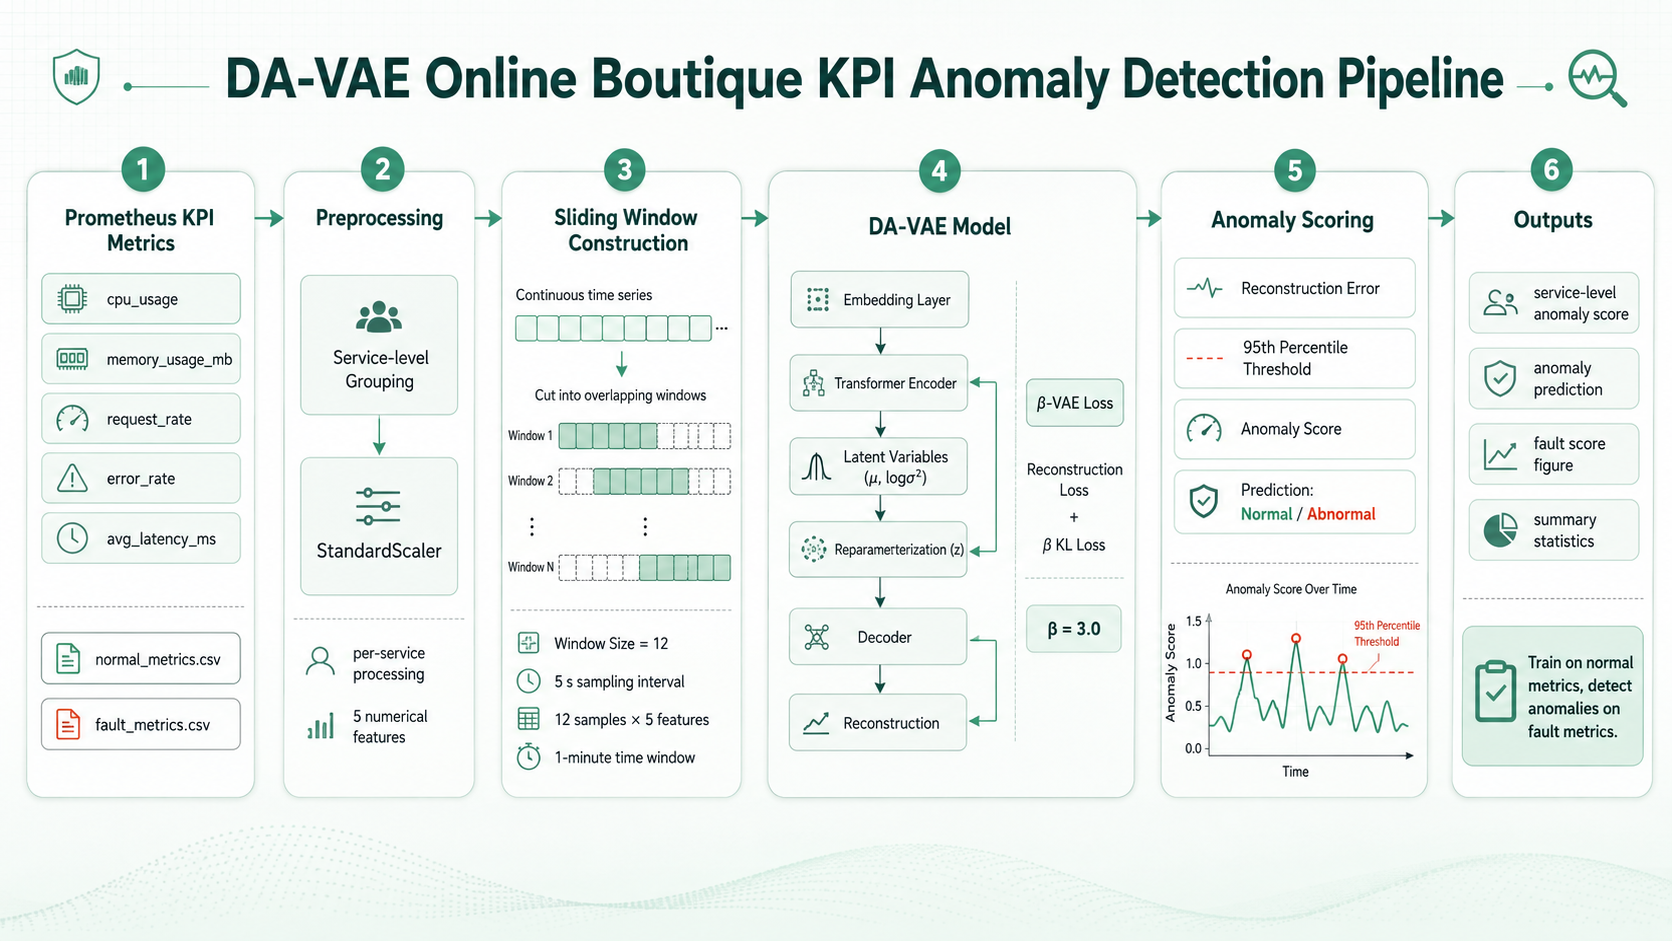 DA-VAE Online Boutique KPI Anomaly Detection Pipeline
1
Prometheus KPI
Metrics
cpu_usage
memory_usage_mb
request_rate
error_rate
avg_latency_ms
normal_metrics.csv
fault_metrics.csv
2
Preprocessing
Service-level
Grouping
StandardScaler
per-service
processing
5 numerical
features
3
Sliding Window
Construction
Continuous time series
...
Cut into overlapping windows
Window 1
Window 2
Window N
Window Size = 12
5 s sampling interval
12 samples × 5 features
1-minute time window
4
DA-VAE Model
Embedding Layer
Transformer Encoder
Latent Variables
(μ, logσ²)
Reparamerterization (z)
Decoder
Reconstruction
β-VAE Loss
Reconstruction
Loss
+
β KL Loss
β = 3.0
5
Anomaly Scoring
Reconstruction Error
95th Percentile
Threshold
Anomaly Score
Prediction:
Normal / Abnormal
Anomaly Score Over Time
Anomaly Score
1.5
1.0
0.5
0.0
95th Percentile
Threshold
Time
6
Outputs
service-level
anomaly score
anomaly
prediction
fault score
figure
summary
statistics
Train on normal
metrics, detect
anomalies on
fault metrics.